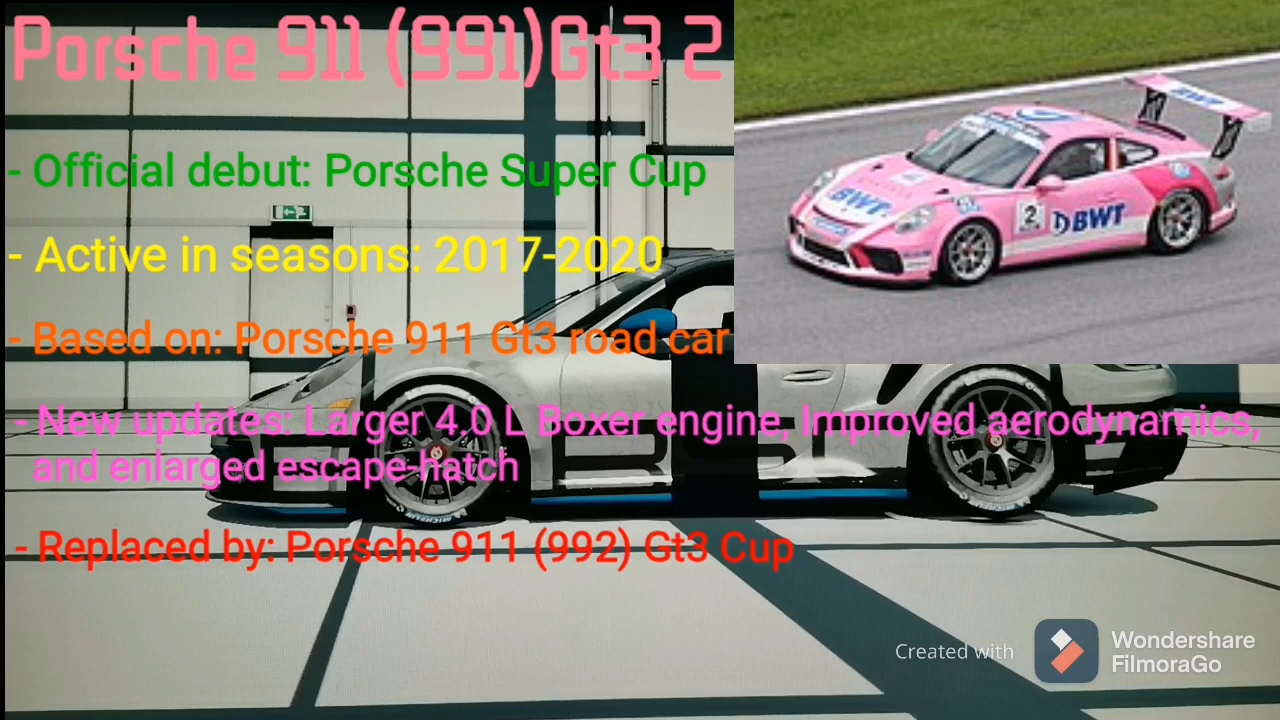 Porsche 911 (991)Gt3 2
- Official debut: Porsche Super Cup
- Active in seasons: 2017-2020
- Based on: Porsche 911 Gt3 road car
- New updates: Larger 4.0 L Boxer engine, Improved aerodynamics,
and enlarged escape-hatch
- Replaced by: Porsche 911 (992) Gt3 Cup
BWT
BWT
2
BWT
MICHELIN
Created with
Wondershare
FilmoraGo